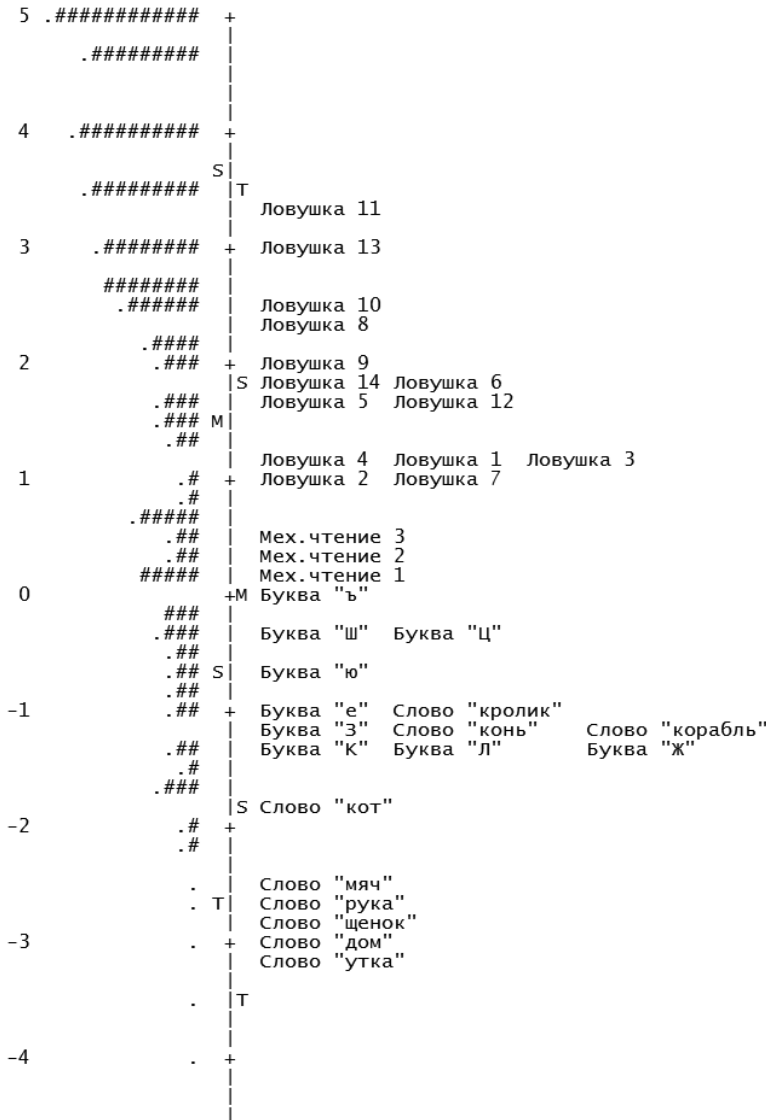 5 .############ +
|
.######### |
|
|
|
4 .########## +
|
S|
.######### |T
| Ловушка 11
|
3 .######## + Ловушка 13
|
######## |
.###### | Ловушка 10
| Ловушка 8
.#### |
2 .### + Ловушка 9
|S Ловушка 14 Ловушка 6
.### | Ловушка 5 Ловушка 12
.### M|
.## |
| Ловушка 4 Ловушка 1 Ловушка 3
1 .# + Ловушка 2 Ловушка 7
.# |
.##### |
.## | Мех.чтение 3
.## | Мех.чтение 2
##### | Мех.чтение 1
0 +M Буква "ъ"
### |
.### | Буква "Ш" Буква "Ц"
.## |
.## S| Буква "ю"
.## |
-1 .## + Буква "е" Слово "кролик"
| Буква "З" Слово "конь" Слово "корабль"
.## | Буква "К" Буква "Л" Буква "Ж"
.# |
.### |
|S Слово "кот"
-2 .# +
.# |
|
. | Слово "мяч"
. T| Слово "рука"
| Слово "щенок"
-3 . + Слово "дом"
| Слово "утка"
|
. |T
|
|
-4 . +
|
|
|